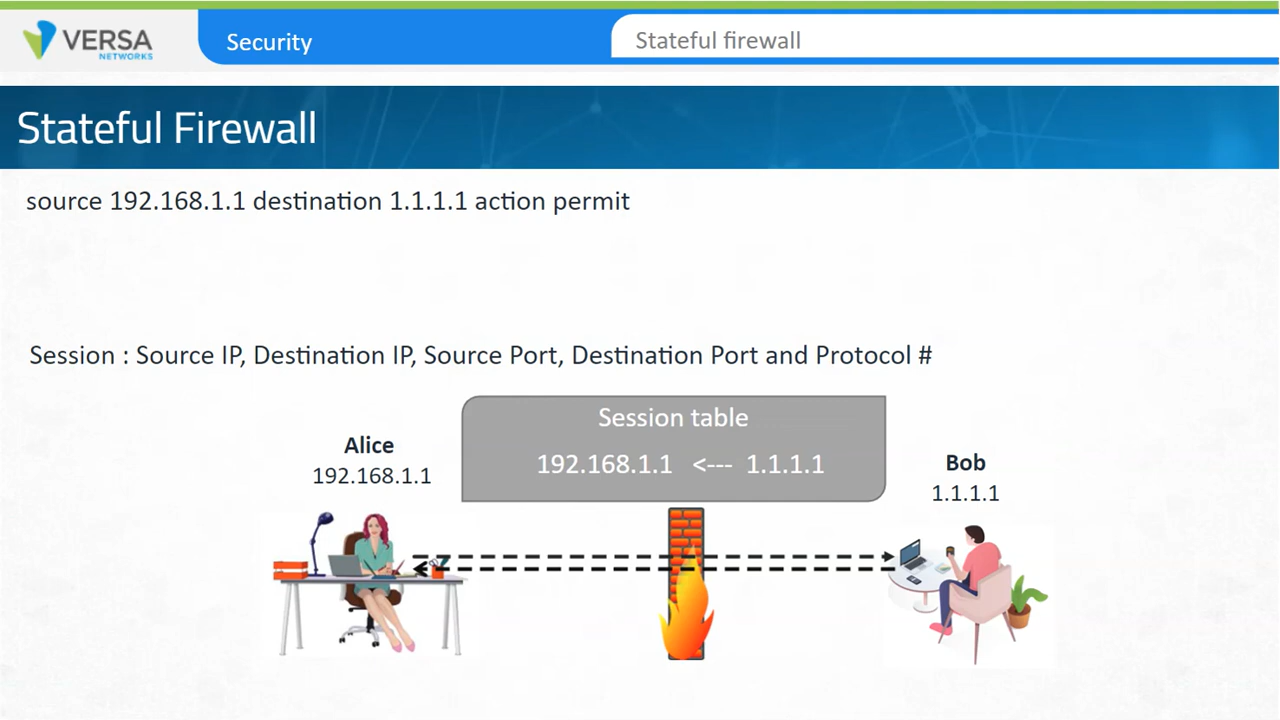 VERSA
NETWORKS
Security
Stateful firewall
Stateful Firewall
source 192.168.1.1 destination 1.1.1.1 action permit
Session : Source IP, Destination IP, Source Port, Destination Port and Protocol #
Session table
192.168.1.1 <--- 1.1.1.1
Alice
192.168.1.1
Bob
1.1.1.1